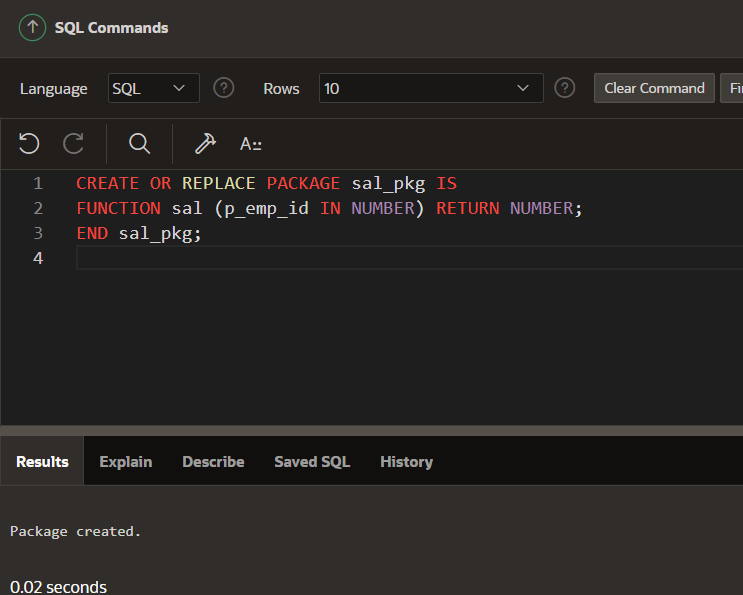 SQL Commands
Language SQL Rows 10 Clear Command Fi
A::
1 CREATE OR REPLACE PACKAGE sal_pkg IS
2 FUNCTION sal (p_emp_id IN NUMBER) RETURN NUMBER;
3 END sal_pkg;
4
Results Explain Describe Saved SQL History
Package created.
0.02 seconds